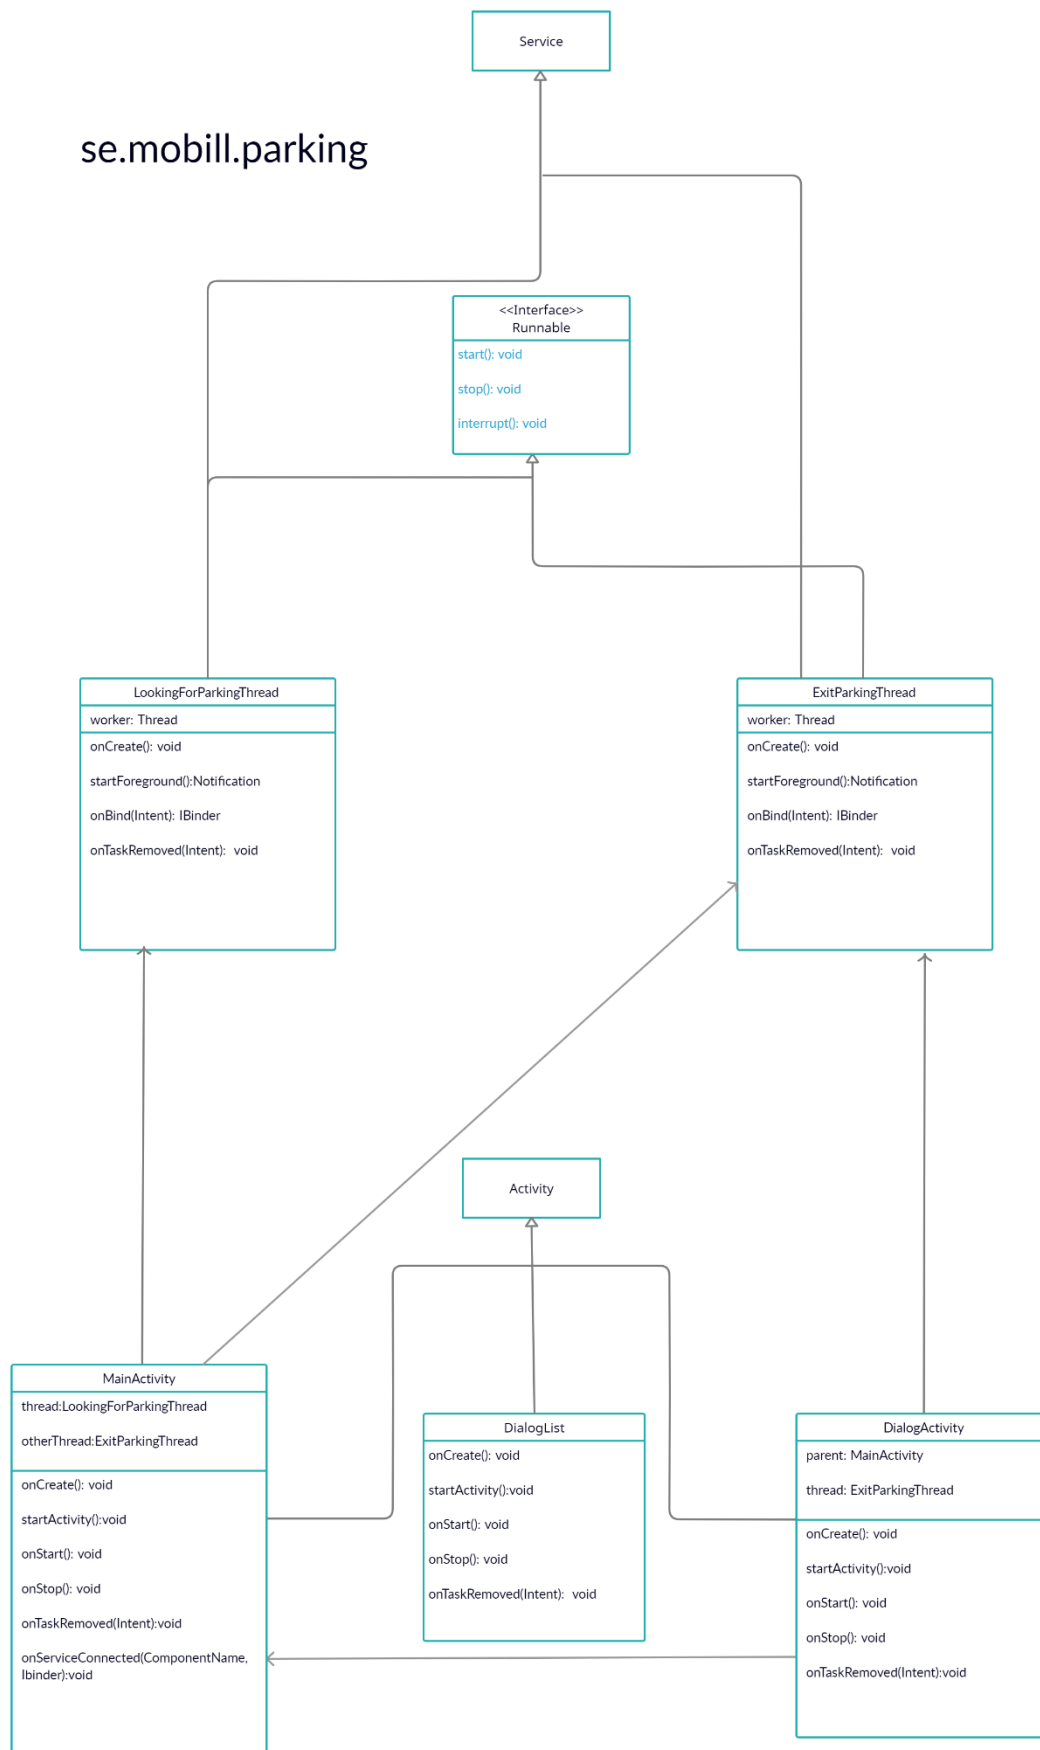 Service
se.mobill.parking
<<Interface>>
Runnable
start(): void
stop(): void
interrupt(): void
LookingForParkingThread
worker: Thread
onCreate(): void
startForeground():Notification
onBind(Intent): IBinder
onTaskRemoved(Intent):  void
ExitParkingThread
worker: Thread
onCreate(): void
startForeground():Notification
onBind(Intent): IBinder
onTaskRemoved(Intent):  void
Activity
MainActivity
thread:LookingForParkingThread
otherThread:ExitParkingThread
onCreate(): void
startActivity():void
onStart(): void
onStop(): void
onTaskRemoved(Intent):void
onServiceConnected(ComponentName,
Ibinder):void
DialogList
onCreate(): void
startActivity():void
onStart(): void
onStop(): void
onTaskRemoved(Intent):  void
DialogActivity
parent: MainActivity
thread: ExitParkingThread
onCreate(): void
startActivity():void
onStart(): void
onStop(): void
onTaskRemoved(Intent):void